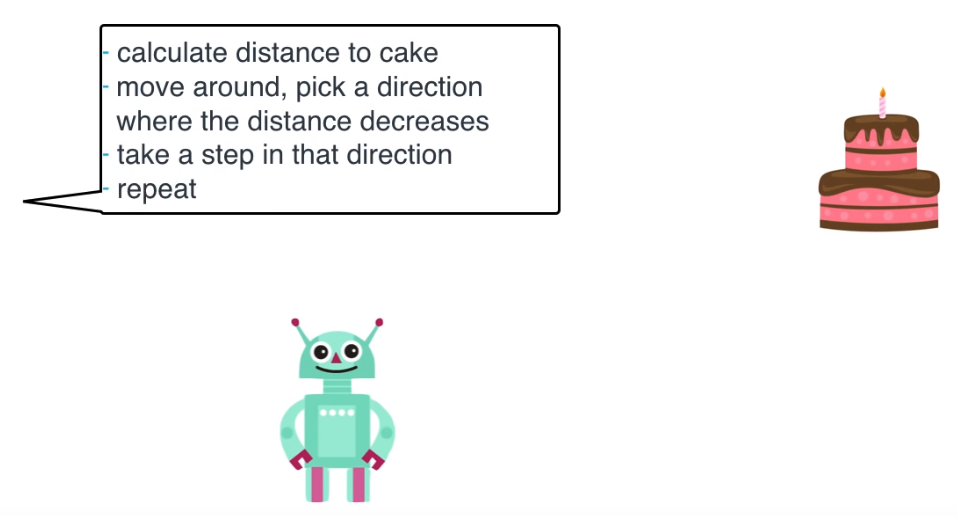 - calculate distance to cake
- move around, pick a direction
where the distance decreases
- take a step in that direction
- repeat